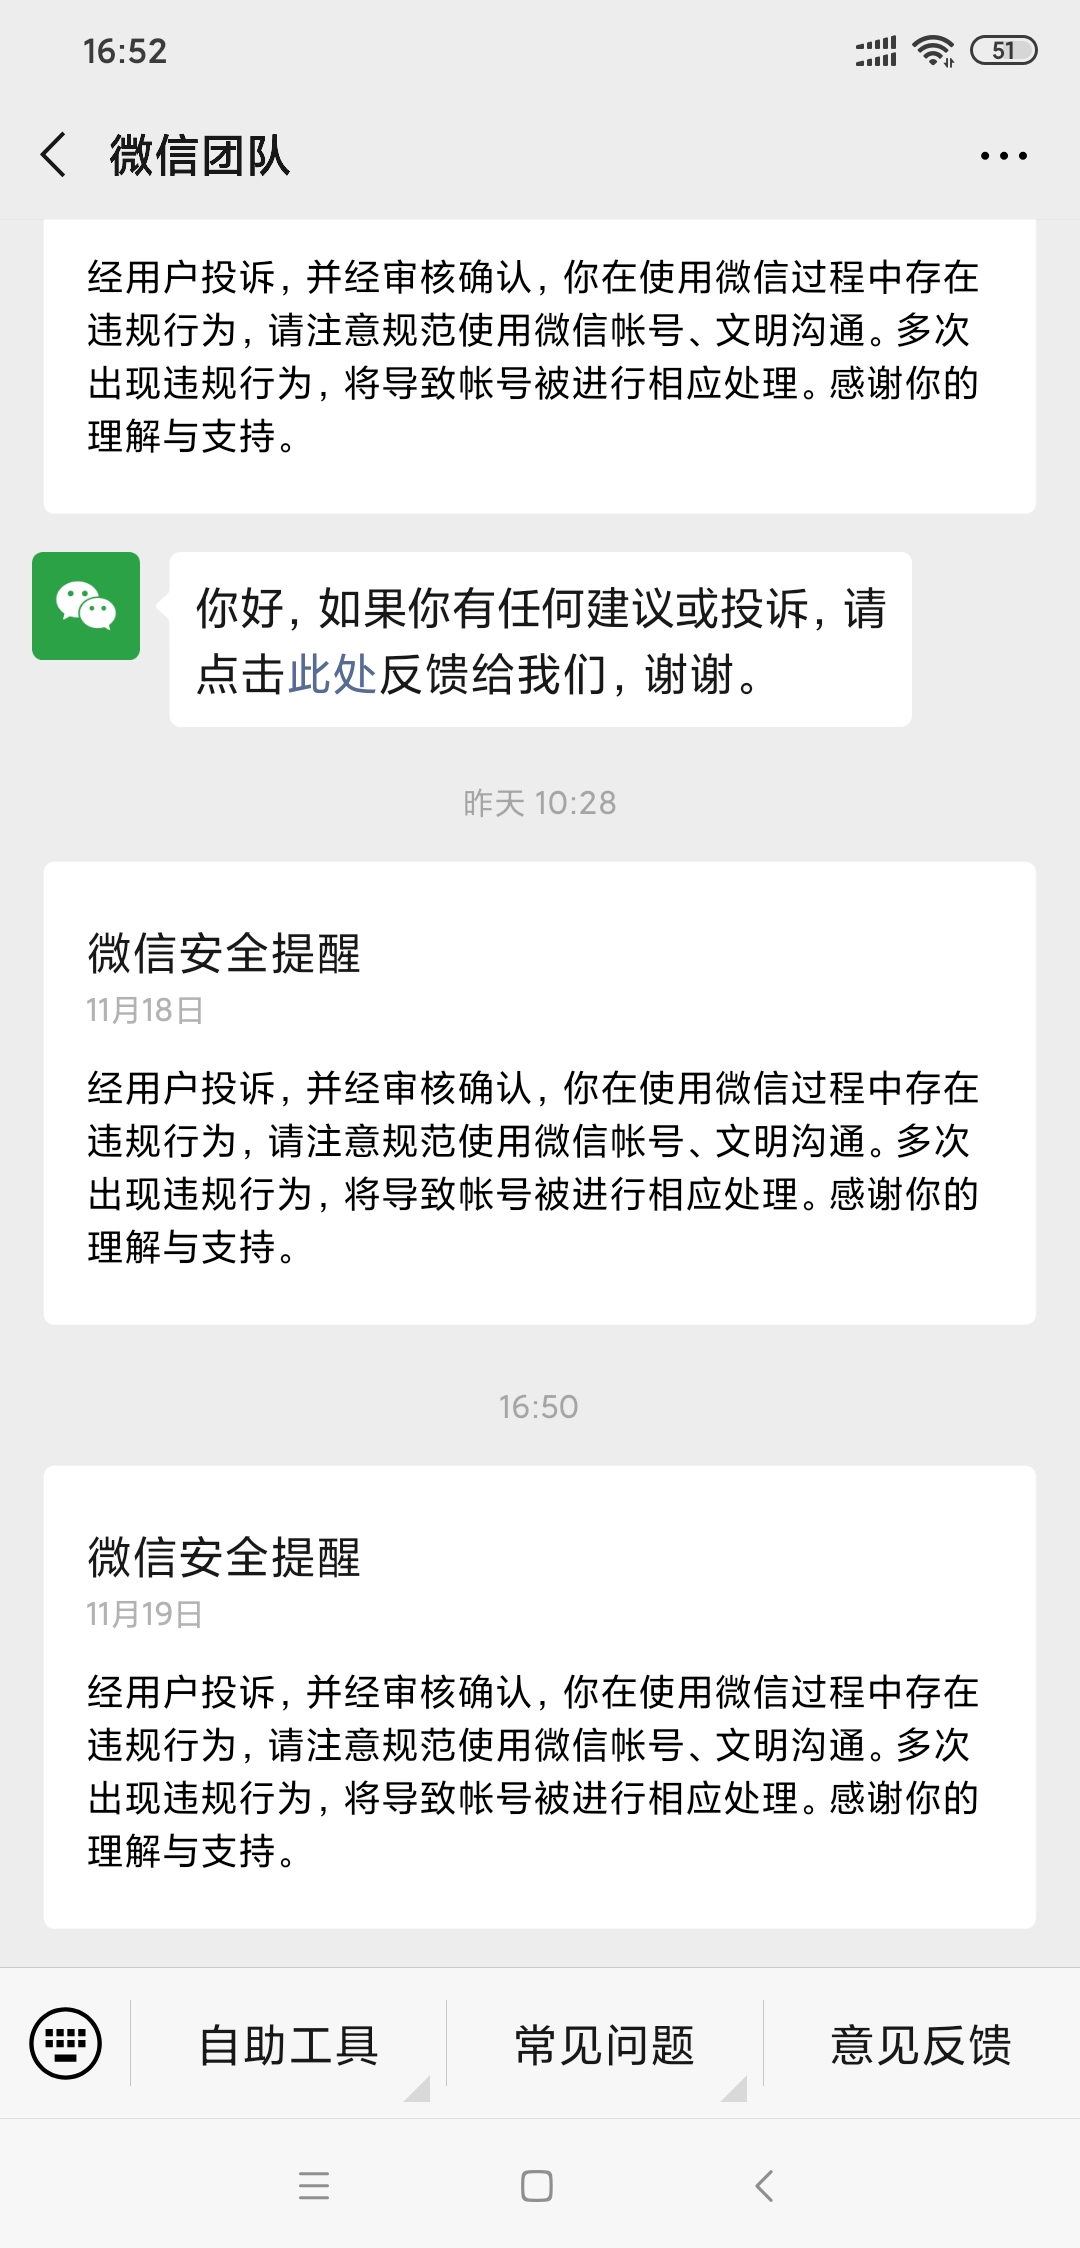 16:52
51
微信团队
经用户投诉，并经审核确认，你在使用微信过程中存在
违规行为，请注意规范使用微信帐号、文明沟通。多次
出现违规行为，将导致帐号被进行相应处理。感谢你的
理解与支持。
你好，如果你有任何建议或投诉，请
点击此处反馈给我们，谢谢。
昨天 10:28
微信安全提醒
11月18日
经用户投诉，并经审核确认，你在使用微信过程中存在
违规行为，请注意规范使用微信帐号、文明沟通。多次
出现违规行为，将导致帐号被进行相应处理。感谢你的
理解与支持。
16:50
微信安全提醒
11月19日
经用户投诉，并经审核确认，你在使用微信过程中存在
违规行为，请注意规范使用微信帐号、文明沟通。多次
出现违规行为，将导致帐号被进行相应处理。感谢你的
理解与支持。
自助工具 常见问题 意见反馈